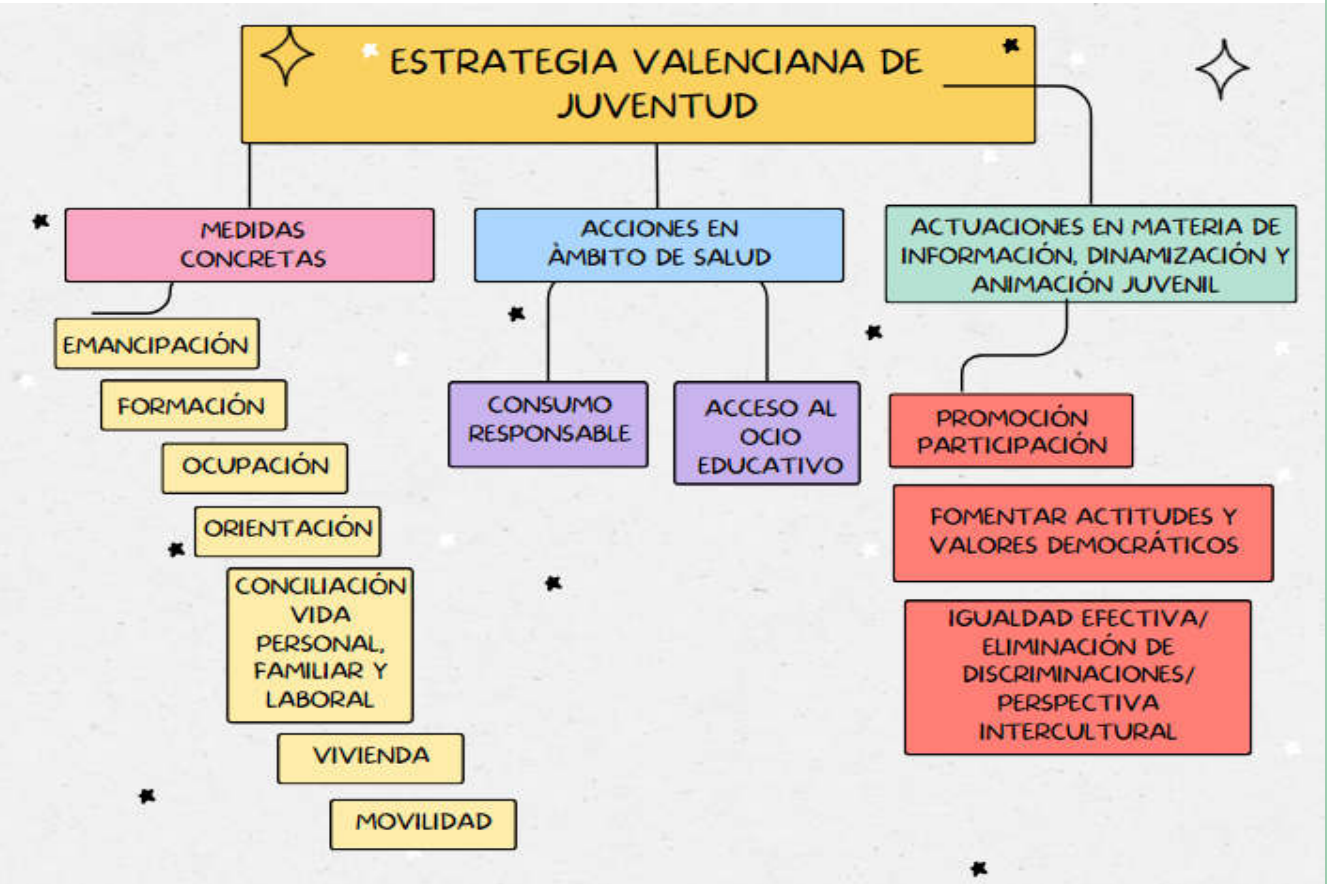 ESTRATEGIA VALENCIANA DE
JUVENTUD
MEDIDAS
CONCRETAS
EMANCIPACIÓN
FORMACIÓN
OCUPACIÓN
ORIENTACIÓN
CONCILIACIÓN
VIDA
PERSONAL,
FAMILIAR Y
LABORAL
VIVIENDA
MOVILIDAD
ACCIONES EN
ÀMBITO DE SALUD
CONSUMO
RESPONSABLE
ACCESO AL
OCIO
EDUCATIVO
ACTUACIONES EN MATERIA DE
INFORMACIÓN, DINAMIZACIÓN Y
ANIMACIÓN JUVENIL
PROMOCIÓN
PARTICIPACIÓN
FOMENTAR ACTITUDES Y
VALORES DEMOCRÁTICOS
IGUALDAD EFECTIVA/
ELIMINACIÓN DE
DISCRIMINACIONES/
PERSPECTIVA
INTERCULTURAL